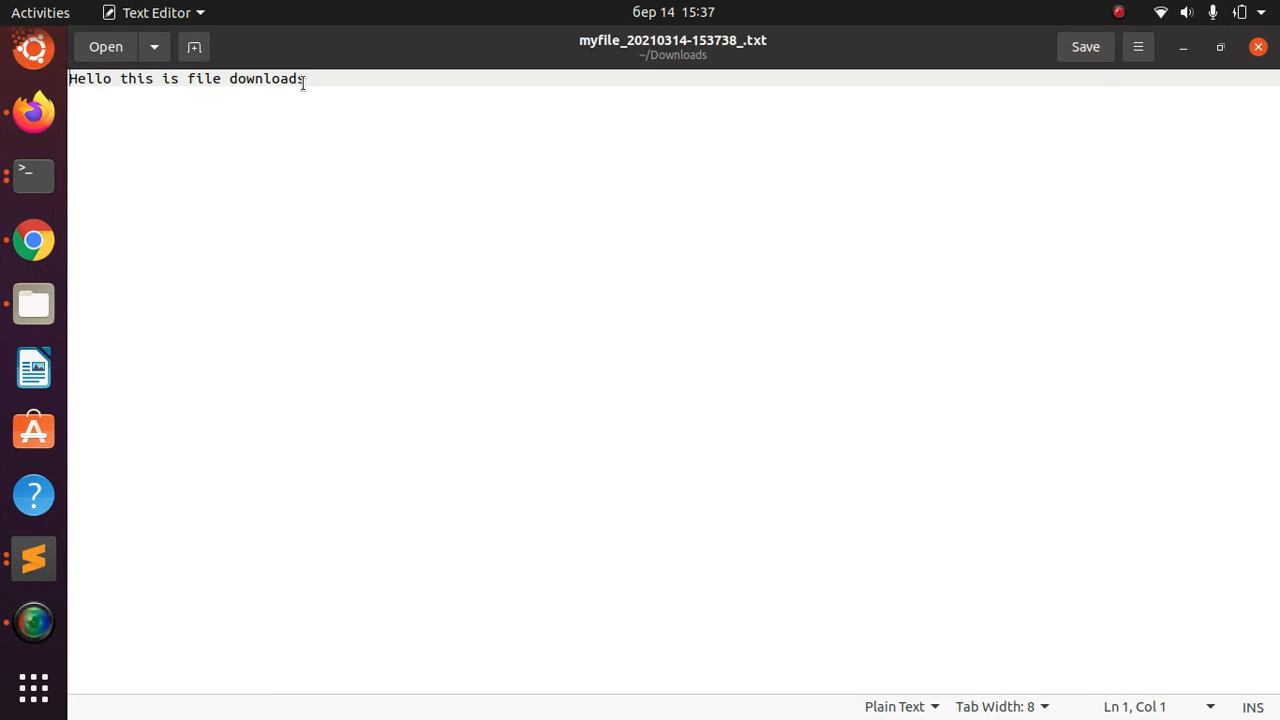 Activities Text Editor бер 14 15:37
Open myfile_20210314-153738_.txt Save
~/Downloads
Hello this is file downloads
Plain Text Tab Width: 8 Ln 1, Col 1 INS